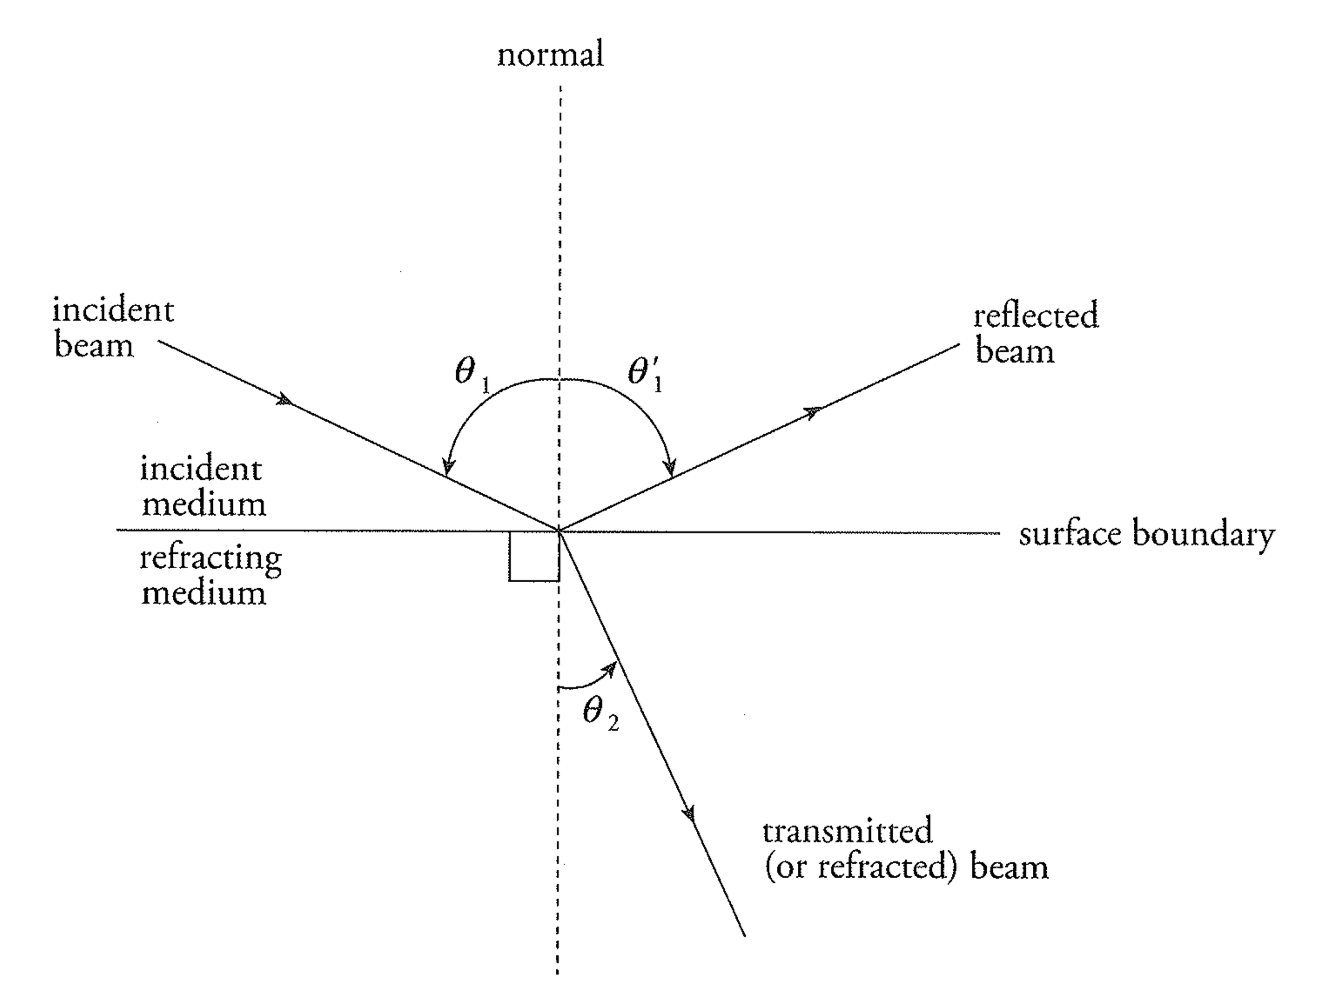 normal
incident
beam
reflected
beam
θ1
θ′1
incident
medium
surface boundary
refracting
medium
θ2
transmitted
(or refracted) beam